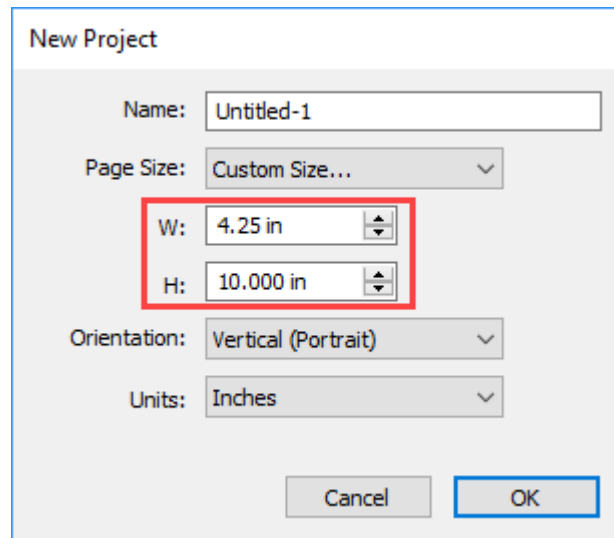 New Project
Name: Untitled-1
Page Size: Custom Size...
W: 4.25 in
H: 10.000 in
Orientation: Vertical (Portrait)
Units: Inches
Cancel OK